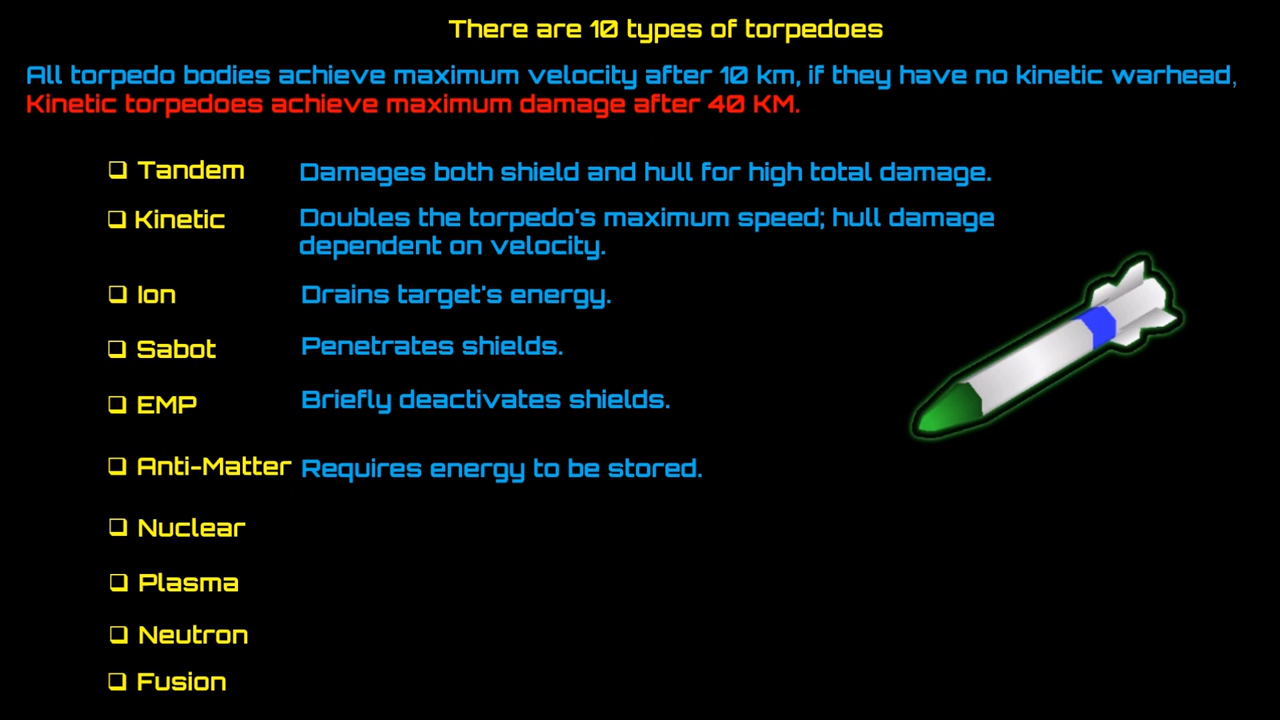 There are 10 types of torpedoes
All torpedo bodies achieve maximum velocity after 10 km, if they have no kinetic warhead,
Kinetic torpedoes achieve maximum damage after 40 KM.
❑ Tandem Damages both shield and hull for high total damage.
❑ Kinetic Doubles the torpedo's maximum speed; hull damage
dependent on velocity.
❑ Ion Drains target's energy.
❑ Sabot Penetrates shields.
❑ EMP Briefly deactivates shields.
❑ Anti-Matter Requires energy to be stored.
❑ Nuclear
❑ Plasma
❑ Neutron
❑ Fusion